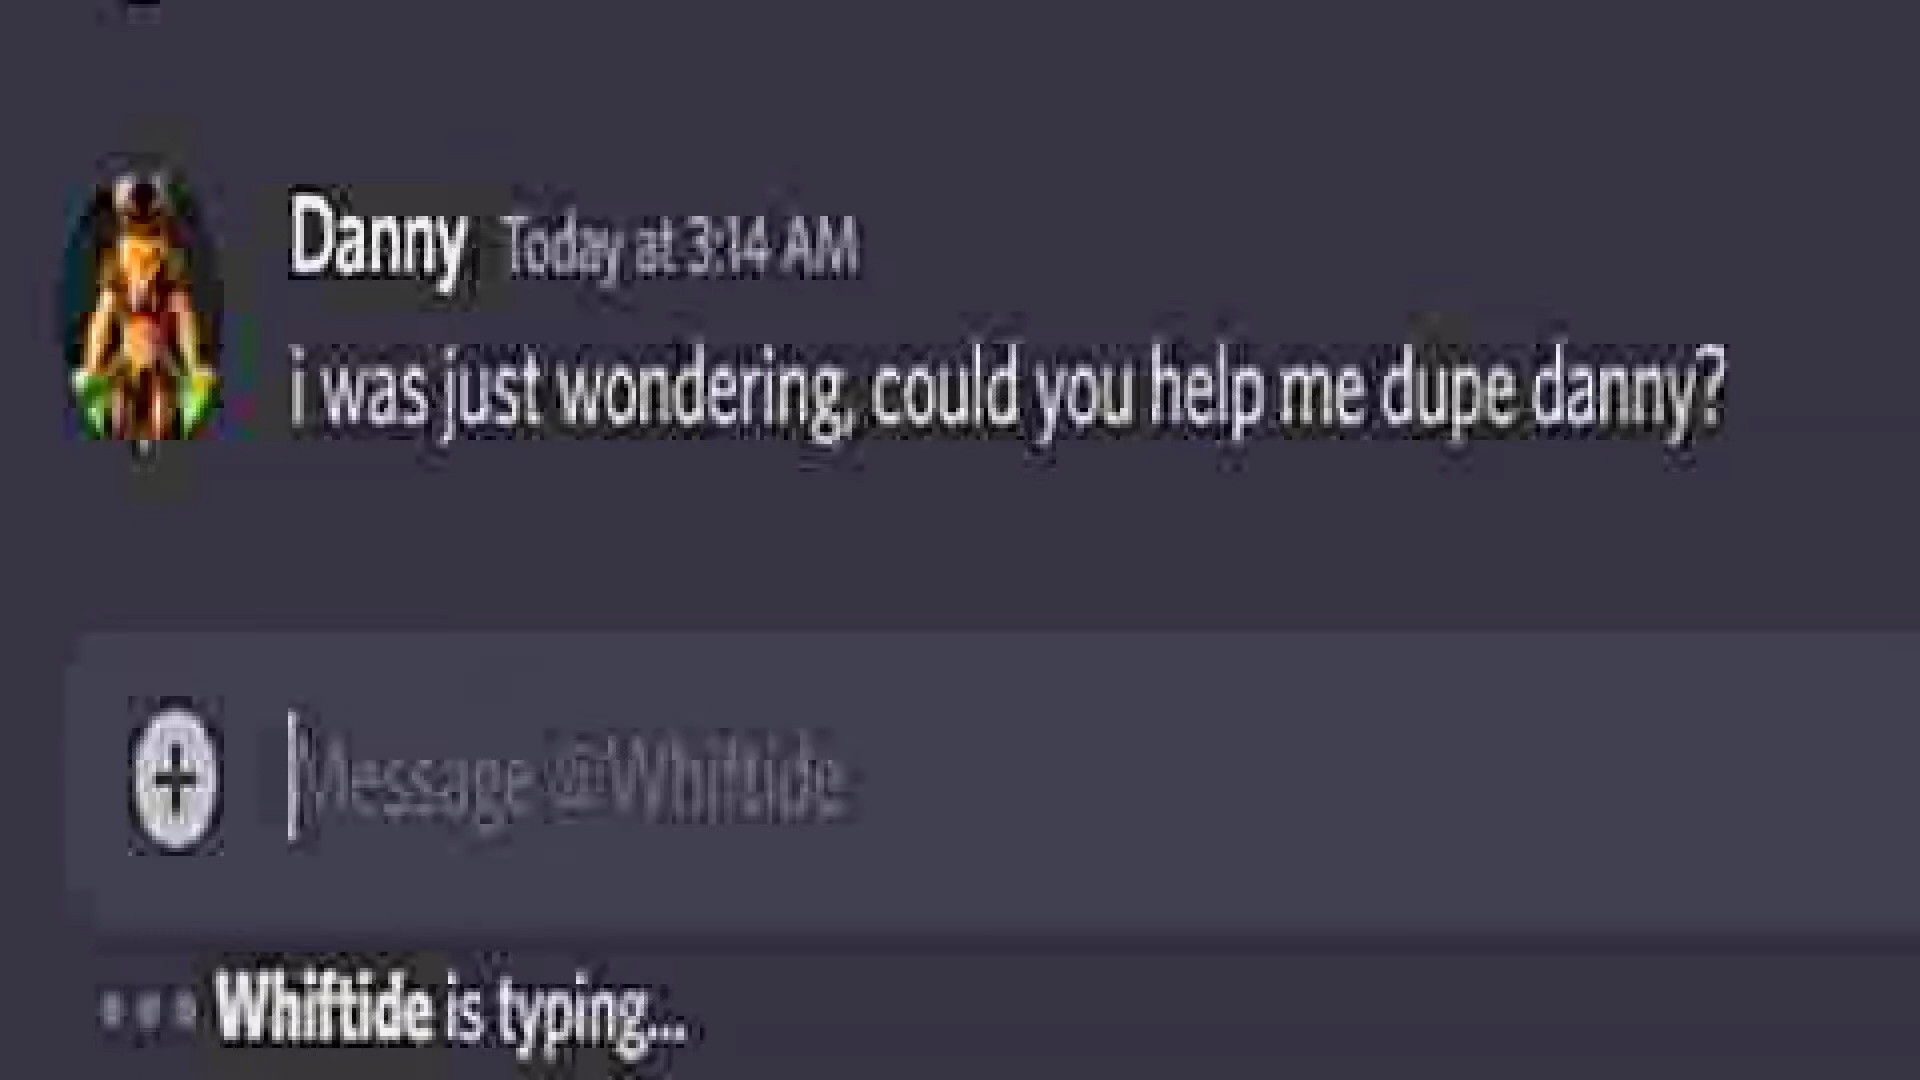 Danny Today at 3:14 AM
i was just wondering, could you help me dupe danny?
Message @Whiftide
Whiftide is typing...